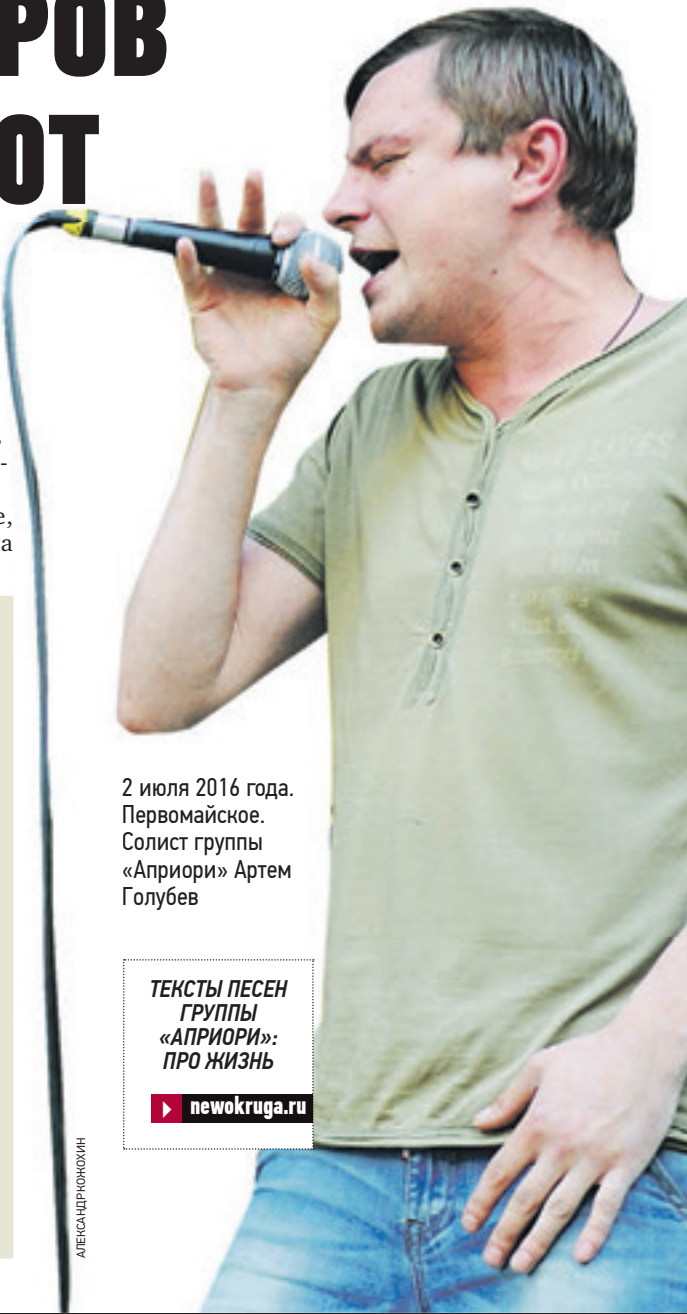 РОВ
ОТ
-
е,
а
2 июля 2016 года.
Первомайское.
Солист группы
«Априори» Артем
Голубев
ТЕКСТЫ ПЕСЕН
ГРУППЫ
«АПРИОРИ»:
ПРО ЖИЗНЬ
newokruga.ru
АЛЕКСАНДР КОЖОХИН